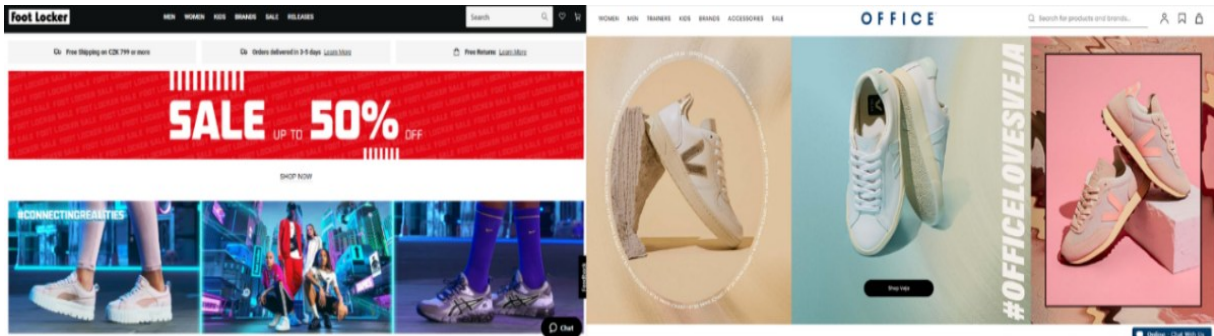 Foot Locker
MEN WOMEN KIDS BRANDS SALE RELEASES
Search
Free Shipping on CZK 799 or more
Orders delivered in 3-5 days Learn More
Free Returns Learn More
SALE UP TO 50% OFF
SHOP NOW
#CONNECTINGREALITIES
Feedback
Chat
WOMEN MEN TRAINERS KIDS BRANDS ACCESSORIES SALE
OFFICE
Search for products and brands...
#OFFICELOVESVEJA
Shop Veja
Online - Chat With Us